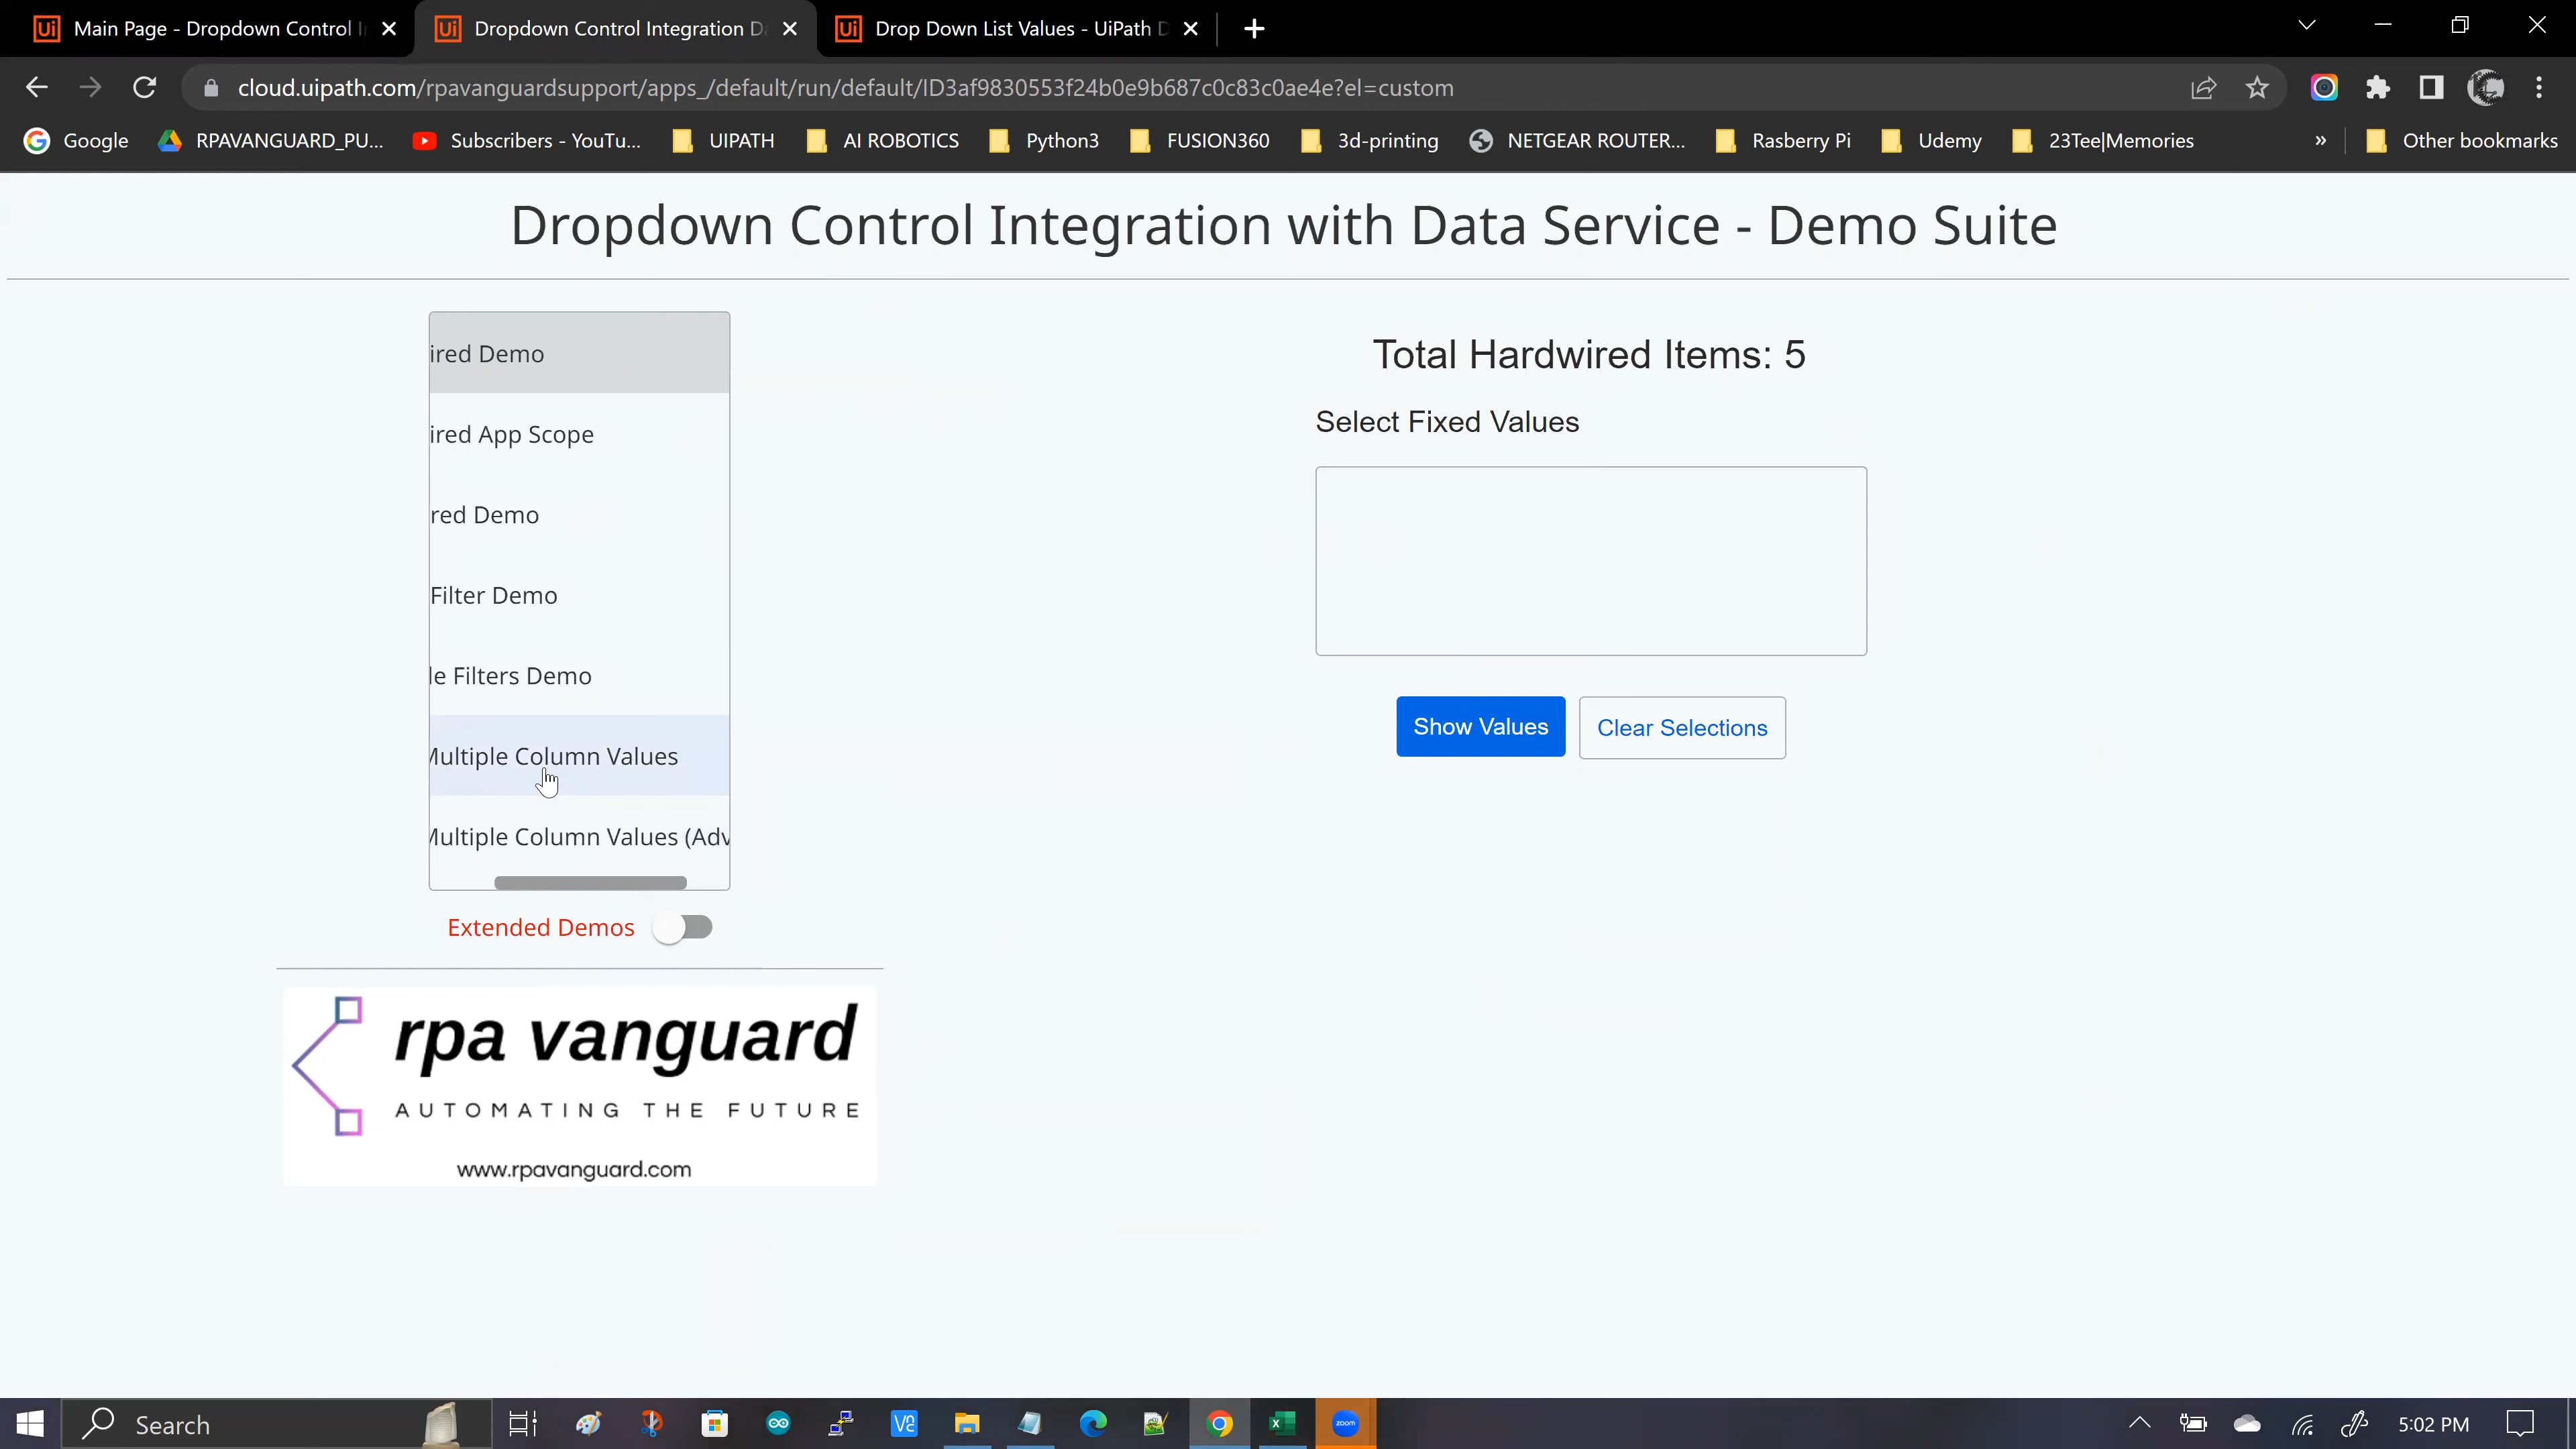 Main Page - Dropdown Control I
Dropdown Control Integration Da
Drop Down List Values - UiPath D
cloud.uipath.com/rpavanguardsupport/apps_/default/run/default/ID3af9830553f24b0e9b687c0c83c0ae4e?el=custom
Google
RPAVANGUARD_PU...
Subscribers - YouTu...
UIPATH
AI ROBOTICS
Python3
FUSION360
3d-printing
NETGEAR ROUTER...
Rasberry Pi
Udemy
23Tee|Memories
»
Other bookmarks
Dropdown Control Integration with Data Service - Demo Suite
ired Demo
ired App Scope
red Demo
Filter Demo
le Filters Demo
Multiple Column Values
Multiple Column Values (Adv
Extended Demos
Total Hardwired Items: 5
Select Fixed Values
Show Values
Clear Selections
rpa vanguard
AUTOMATING THE FUTURE
www.rpavanguard.com
Search
zoom
5:02 PM